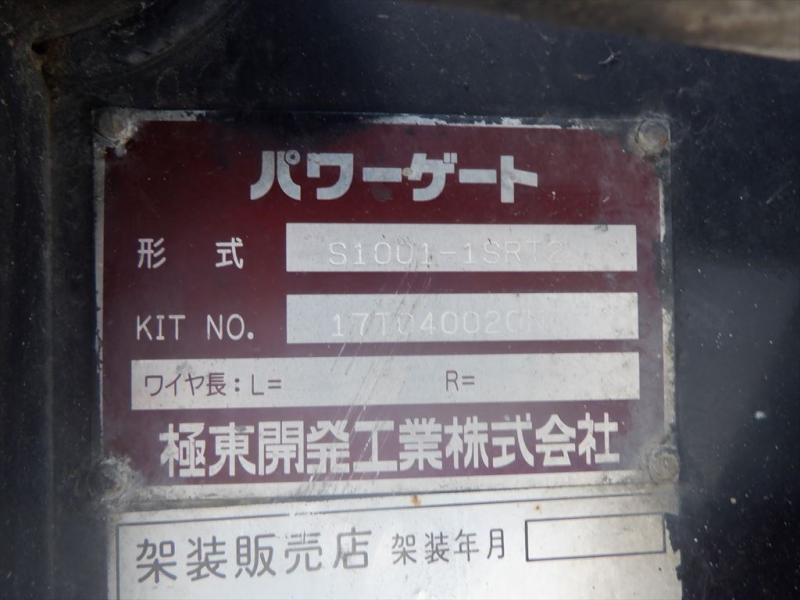 パワーゲート
形 式 S1001-1SRT2
KIT NO. 17T040020N
ワイヤ長:L= R=
極東開発工業株式会社
架装販売店 架装年月